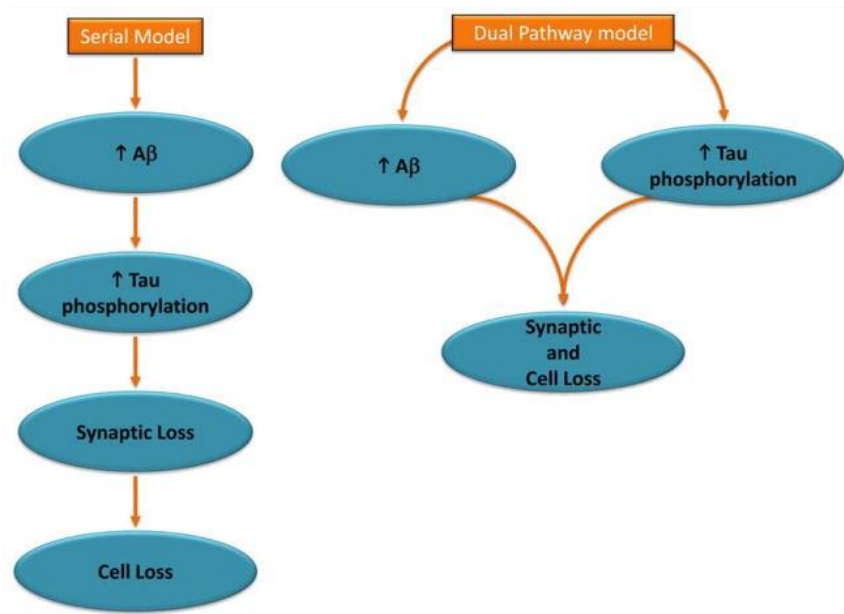 Serial Model
↑ Aβ
↑ Tau
phosphorylation
Synaptic Loss
Cell Loss
Dual Pathway model
↑ Aβ
↑ Tau
phosphorylation
Synaptic
and
Cell Loss